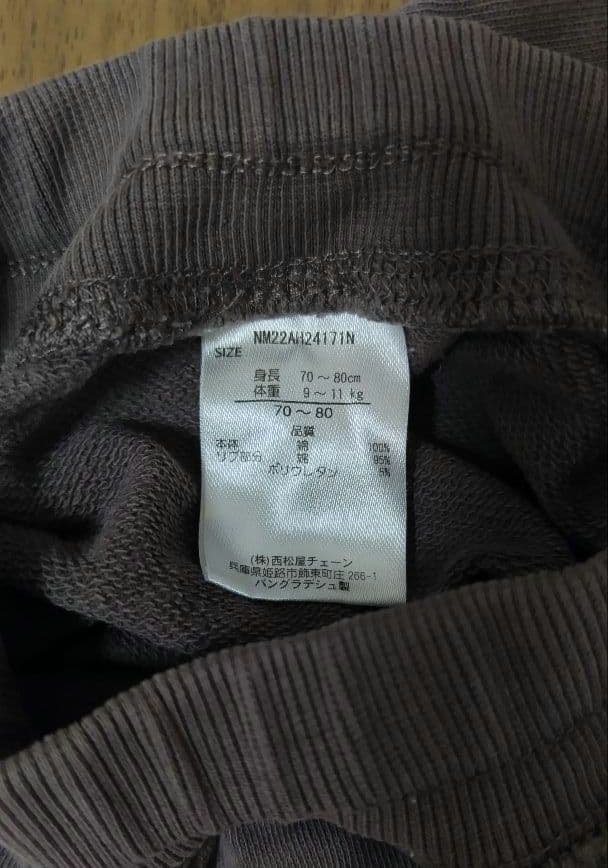 NM22AH24171N
SIZE
身長 70～80cm
体重 9～11kg
70～80
品質
本体 綿 100%
リブ部分 綿 95%
ポリウレタン 5%
(株)西松屋チェーン
兵庫県姫路市飾東町庄266-1
バングラデシュ製